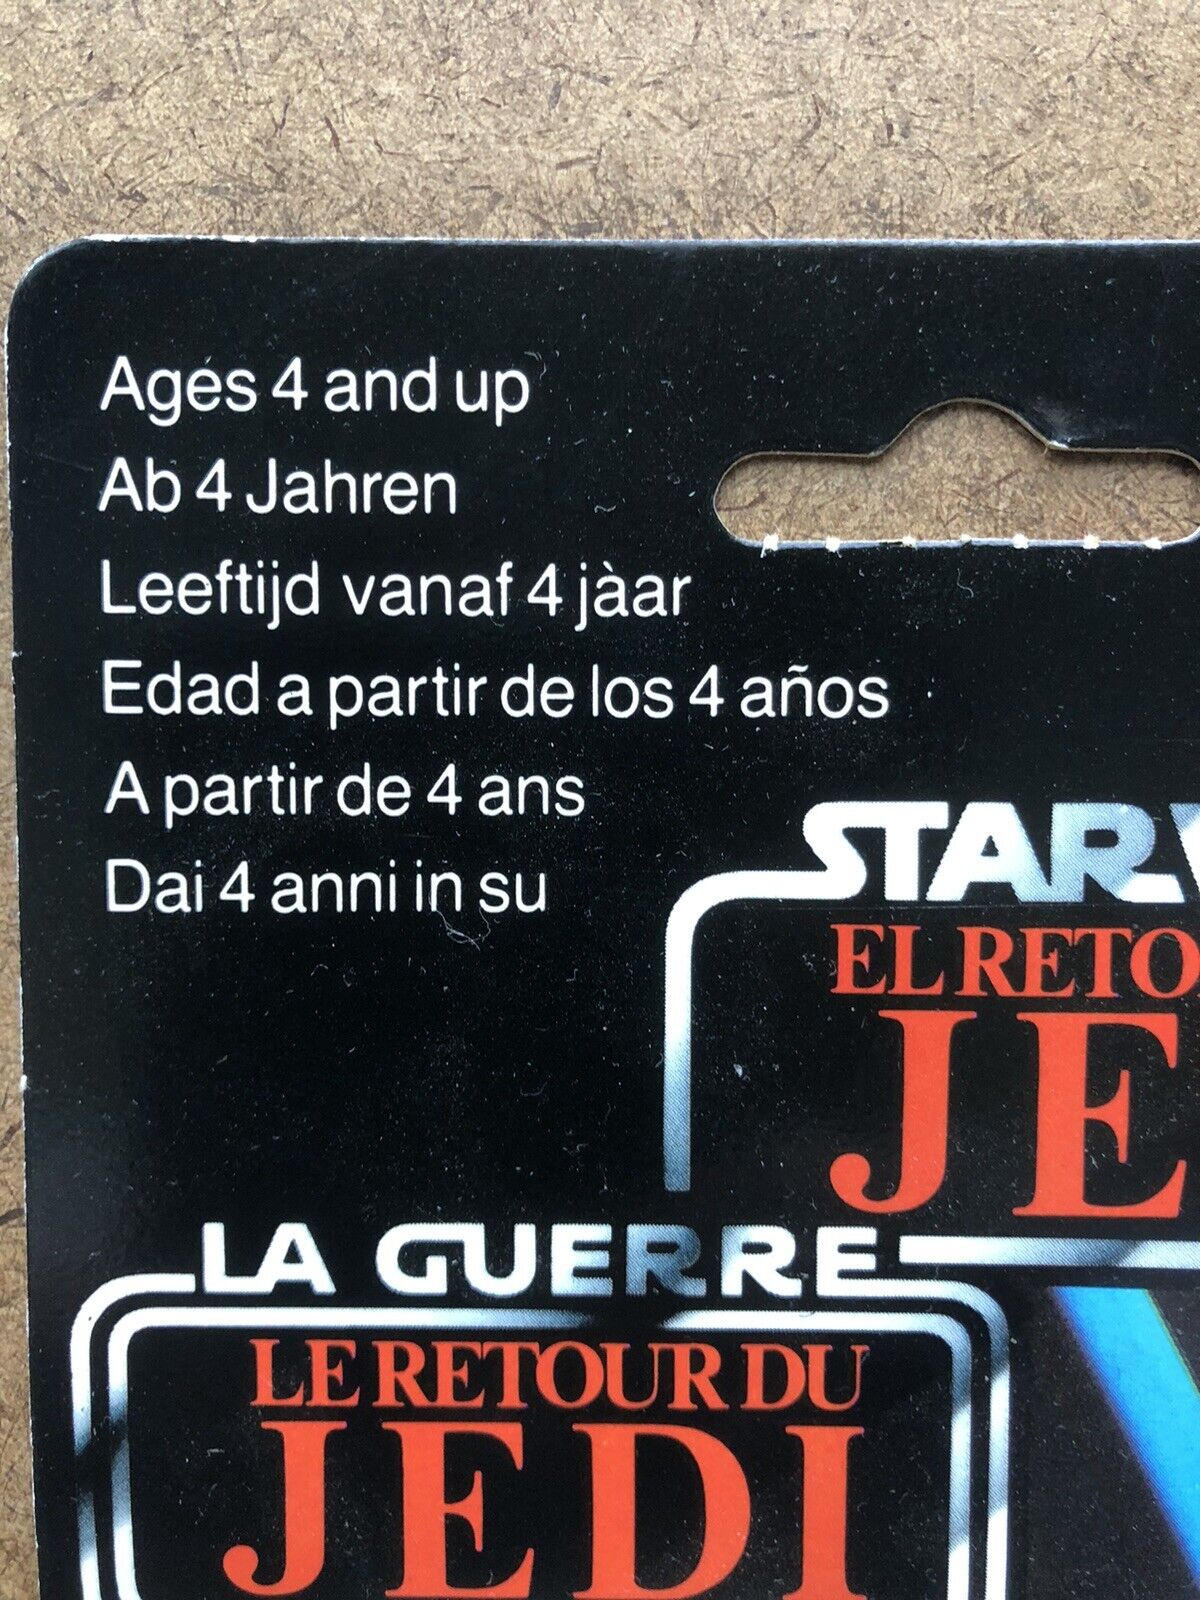 Ages 4 and up
Ab 4 Jahren
Leeftijd vanaf 4 jàar
Edad a partir de los 4 años
A partir de 4 ans
Dai 4 anni in su
STAR
EL RETO
JE
LA GUERRE
LE RETOUR DU
JEDI